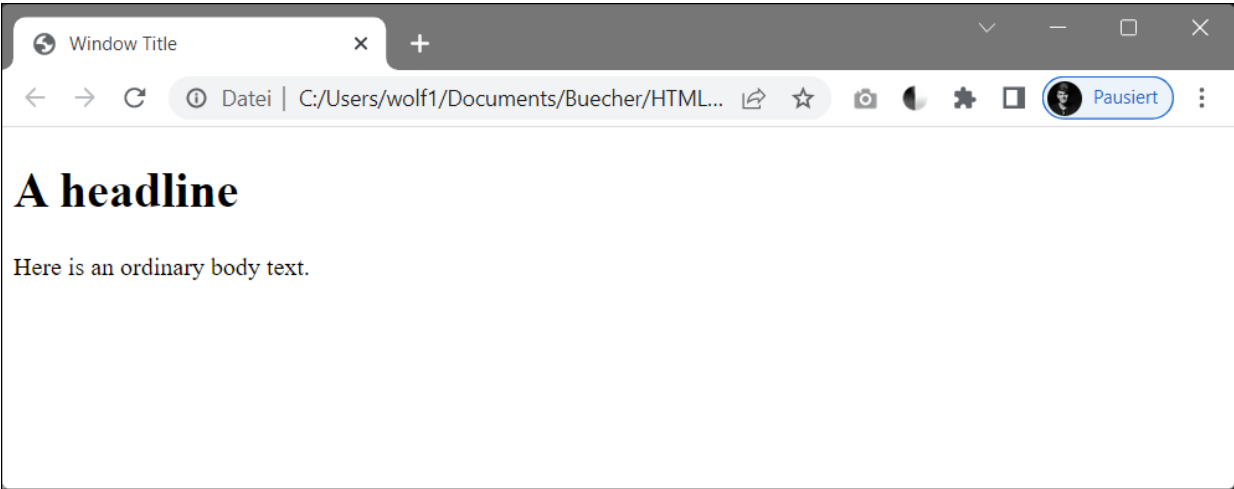 Window Title
Datei | C:/Users/wolf1/Documents/Buecher/HTML... Pausiert
A headline
Here is an ordinary body text.